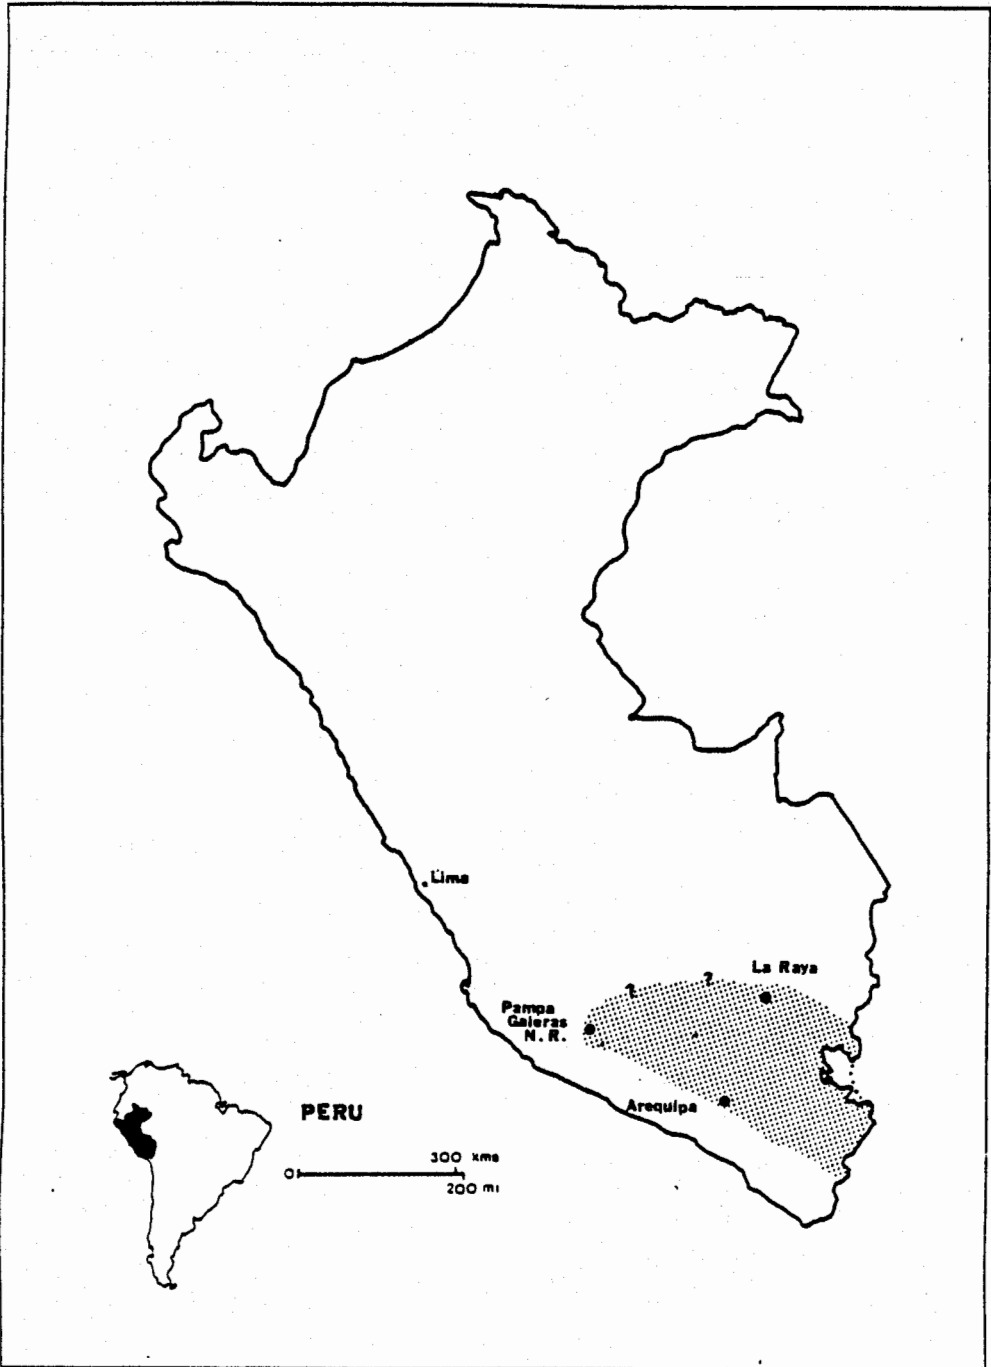 Lima
?
?
La Raya
Pampa
Galeras
N. R.
Arequipa
PERU
300 kms
0
200 mi